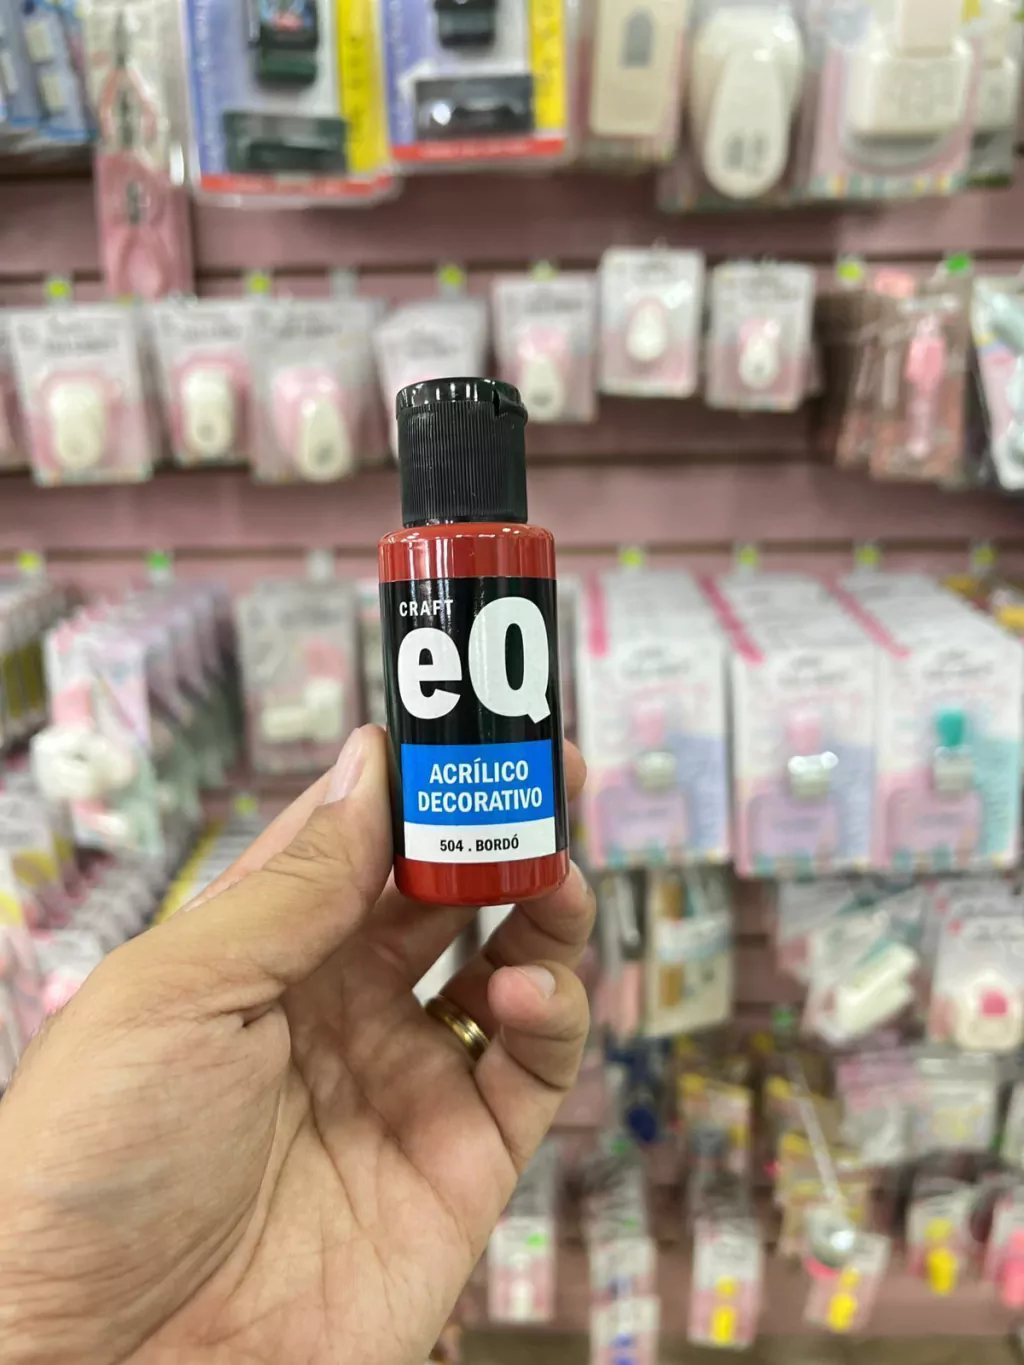 CRAFT
eQ
ACRÍLICO
DECORATIVO
504 . BORDÓ